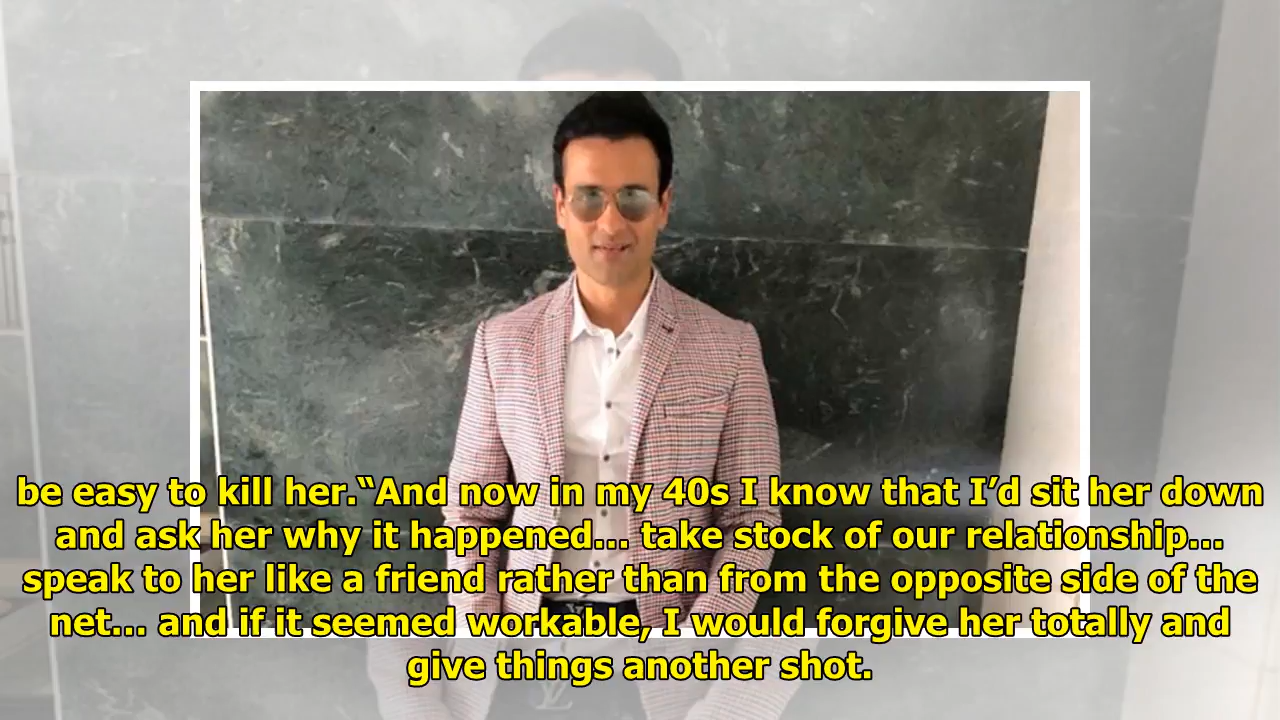 be easy to kill her.“And now in my 40s I know that I’d sit her down
and ask her why it happened... take stock of our relationship...
speak to her like a friend rather than from the opposite side of the
net... and if it seemed workable, I would forgive her totally and
give things another shot.